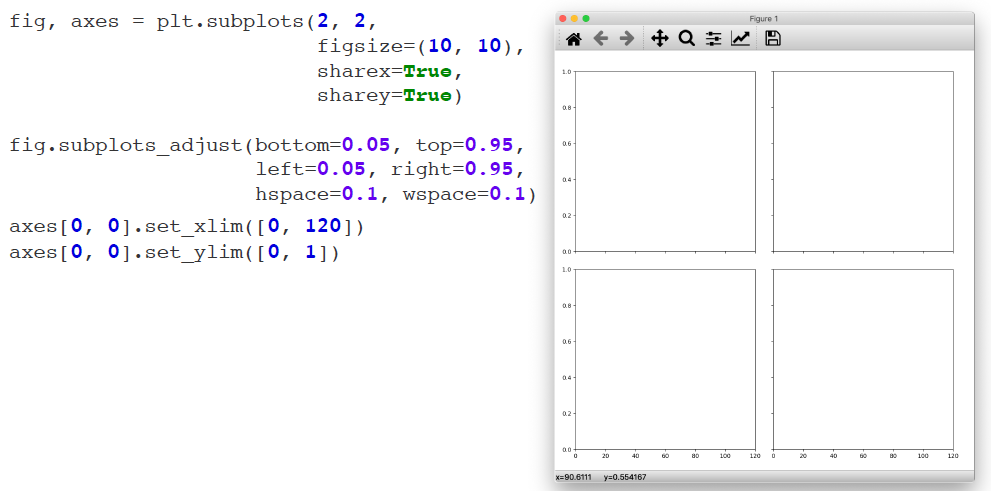 fig, axes = plt.subplots(2, 2,
figsize=(10, 10),
sharex=True,
sharey=True)
fig.subplots_adjust(bottom=0.05, top=0.95,
left=0.05, right=0.95,
hspace=0.1, wspace=0.1)
axes[0, 0].set_xlim([0, 120])
axes[0, 0].set_ylim([0, 1])
Figure 1
1.0
0.8
0.6
0.4
0.2
0.0
1.0
0.8
0.6
0.4
0.2
0.0
0 20 40 60 80 100 120
0 20 40 60 80 100 120
x=90.6111 y=0.554167